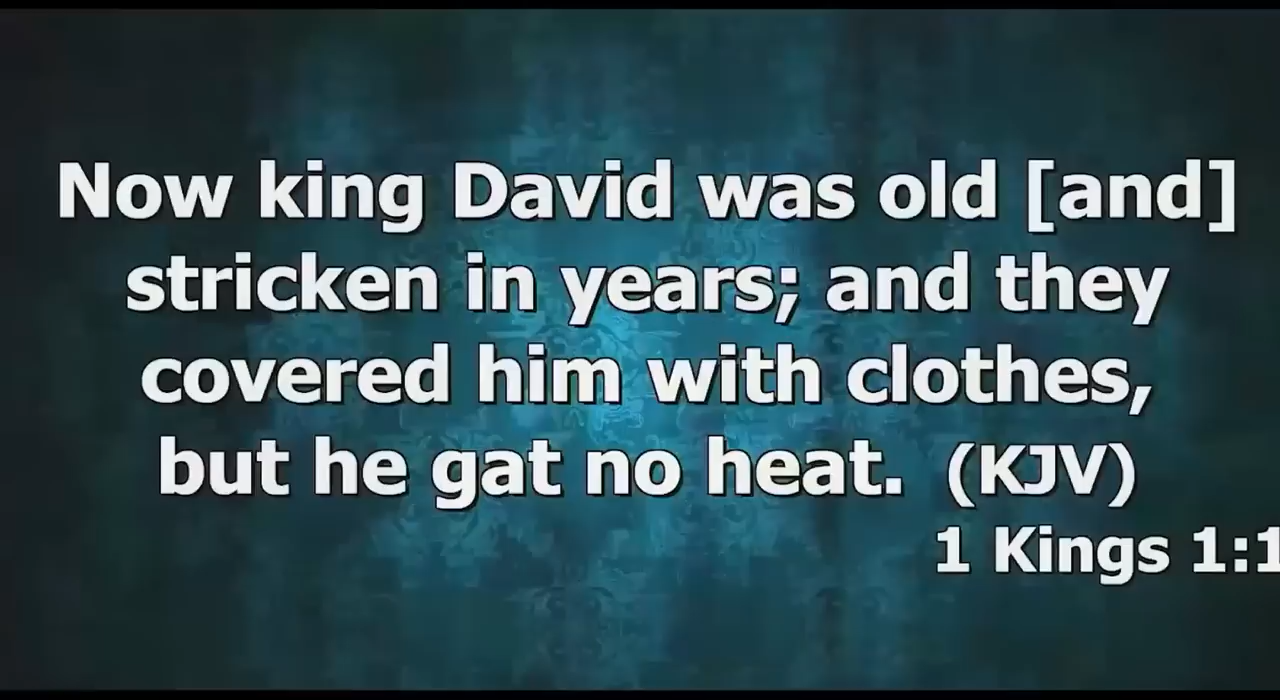 Now king David was old [and]
stricken in years; and they
covered him with clothes,
but he gat no heat. (KJV)
1 Kings 1:1